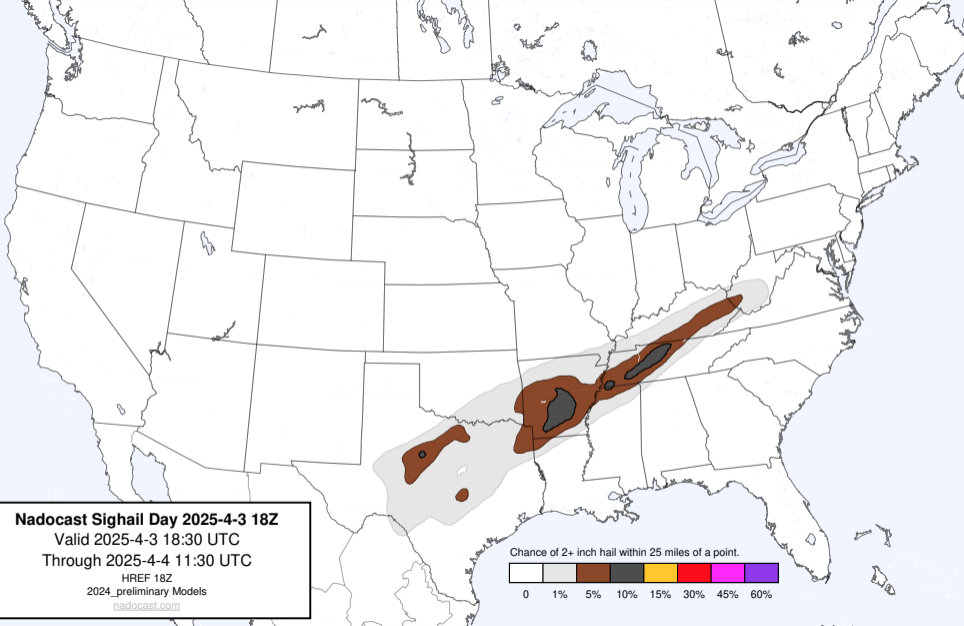 Nadocast Sighail Day 2025-4-3 18Z
Valid 2025-4-3 18:30 UTC
Through 2025-4-4 11:30 UTC
HREF 18Z
2024_preliminary Models
nadocast.com
Chance of 2+ inch hail within 25 miles of a point.
0 1% 5% 10% 15% 30% 45% 60%